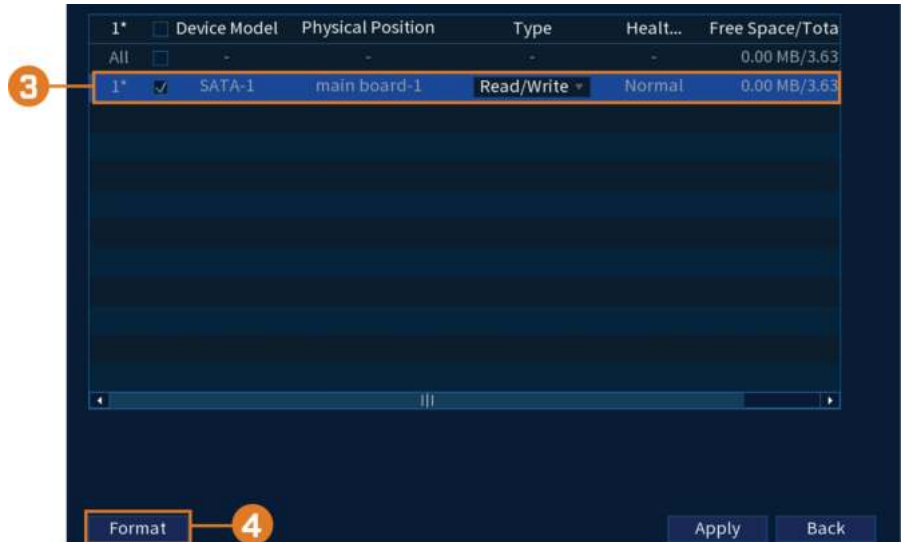 1* Device Model Physical Position Type Healt... Free Space/Tota
All - - - - 0.00 MB/3.63
3 1* SATA-1 main board-1 Read/Write Normal 0.00 MB/3.63
Format 4 Apply Back